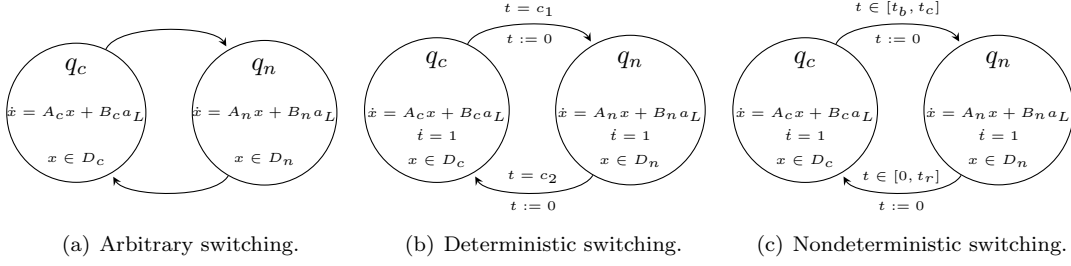 q_c
q_n
ẋ = A_c x + B_c a_L
ẋ = A_n x + B_n a_L
x ∈ D_c
x ∈ D_n
(a) Arbitrary switching.
t = c_1
t := 0
q_c
q_n
ẋ = A_c x + B_c a_L
ẋ = A_n x + B_n a_L
ṫ = 1
ṫ = 1
x ∈ D_c
x ∈ D_n
t = c_2
t := 0
(b) Deterministic switching.
t ∈ [t_b, t_c]
t := 0
q_c
q_n
ẋ = A_c x + B_c a_L
ẋ = A_n x + B_n a_L
ṫ = 1
ṫ = 1
x ∈ D_c
x ∈ D_n
t ∈ [0, t_r]
t := 0
(c) Nondeterministic switching.